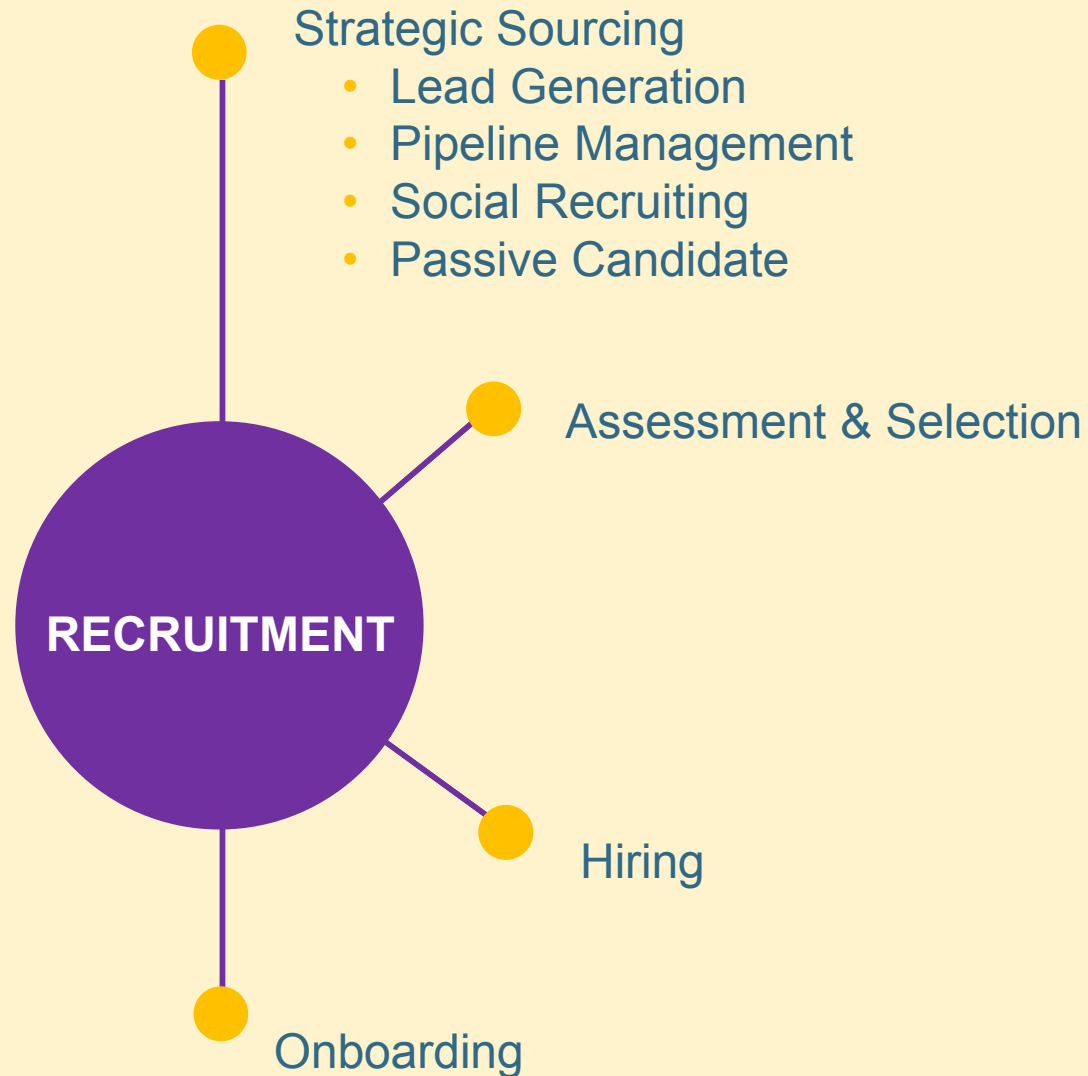 Strategic Sourcing
• Lead Generation
• Pipeline Management
• Social Recruiting
• Passive Candidate
Assessment & Selection
RECRUITMENT
Hiring
Onboarding